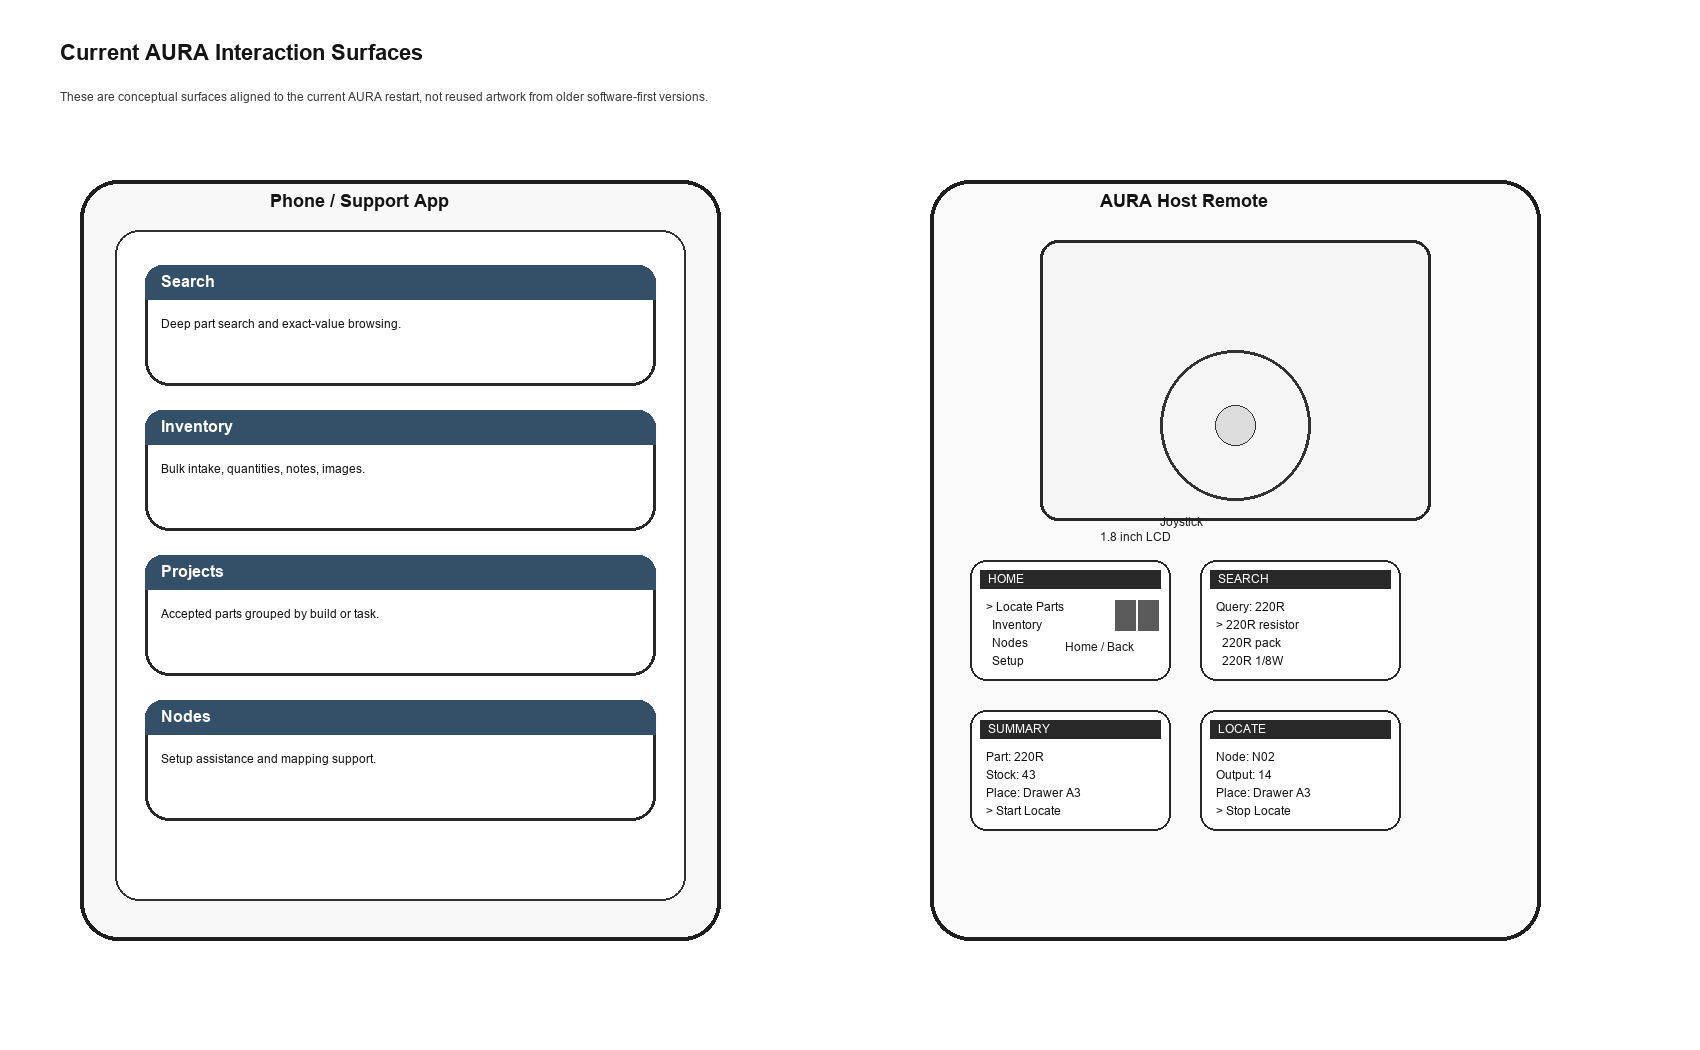 Current AURA Interaction Surfaces
These are conceptual surfaces aligned to the current AURA restart, not reused artwork from older software-first versions.
Phone / Support App
Search
Deep part search and exact-value browsing.
Inventory
Bulk intake, quantities, notes, images.
Projects
Accepted parts grouped by build or task.
Nodes
Setup assistance and mapping support.
AURA Host Remote
Joystick
1.8 inch LCD
HOME
> Locate Parts
Inventory
Nodes
Setup
Home / Back
SEARCH
Query: 220R
> 220R resistor
220R pack
220R 1/8W
SUMMARY
Part: 220R
Stock: 43
Place: Drawer A3
> Start Locate
LOCATE
Node: N02
Output: 14
Place: Drawer A3
> Stop Locate